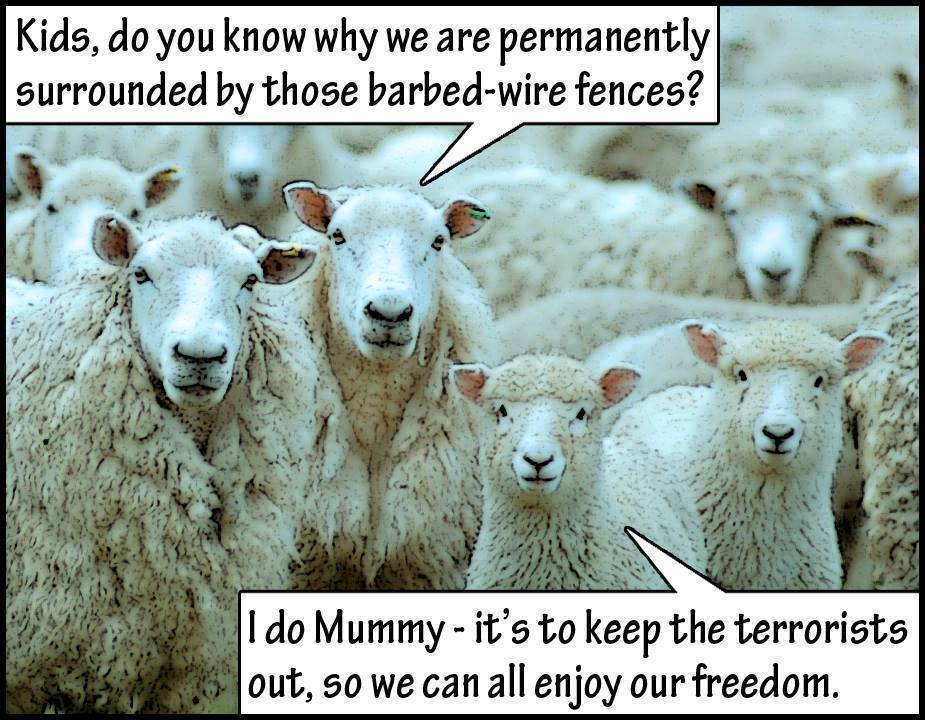 Kids, do you know why we are permanently
surrounded by those barbed-wire fences?
I do Mummy - it's to keep the terrorists
out, so we can all enjoy our freedom.